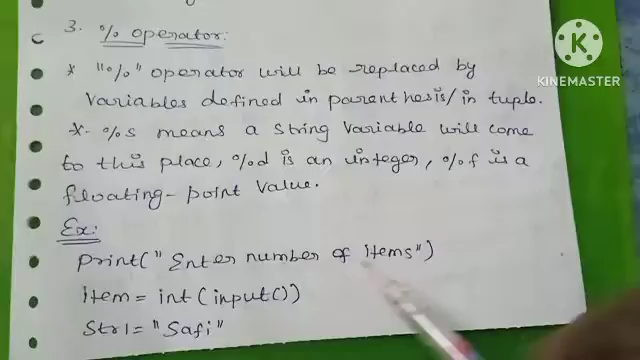 3. % operator:
* "%" operator will be replaced by
variables defined in parenthesis/in tuple.
*- %s means a string variable will come
to this place, %d is an integer, %f is a
floating-point value.
Ex:
print("Enter number of items")
item = int(input())
Str1= "Safi"
KINEMASTER